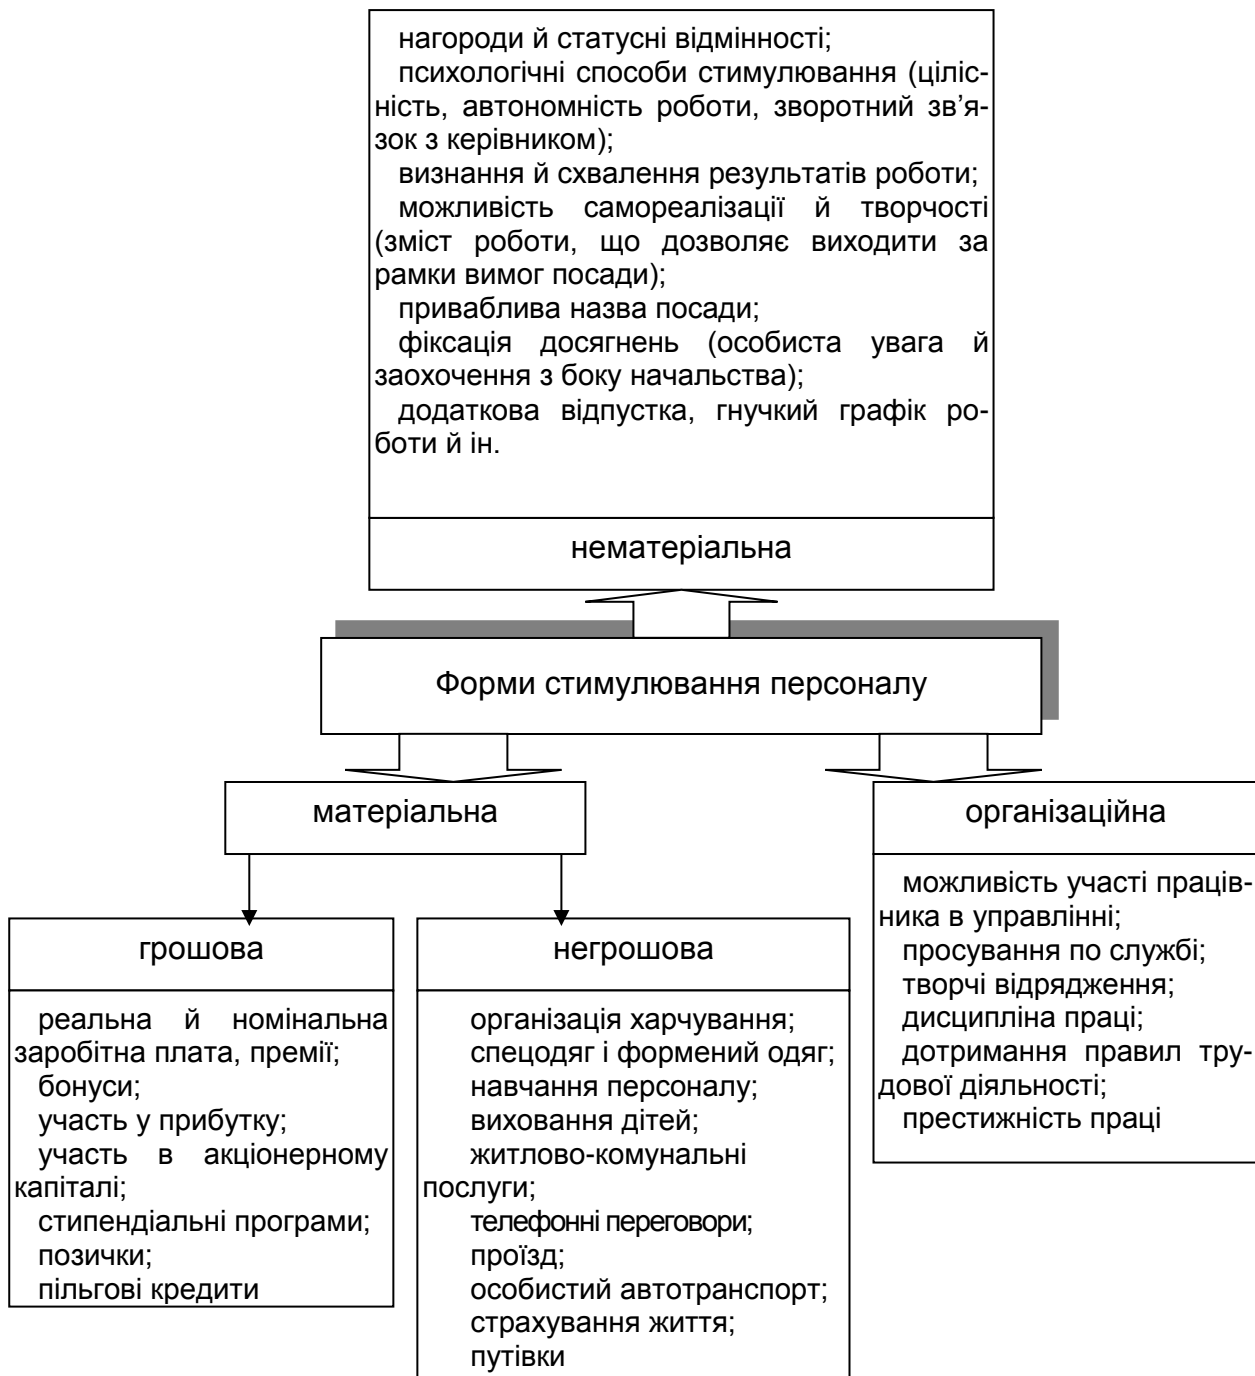 нагороди й статусні відмінності;
психологічні способи стимулювання (ціліс-
ність, автономність роботи, зворотний зв’я-
зок з керівником);
визнання й схвалення результатів роботи;
можливість самореалізації й творчості
(зміст роботи, що дозволяє виходити за
рамки вимог посади);
приваблива назва посади;
фіксація досягнень (особиста увага й
заохочення з боку начальства);
додаткова відпустка, гнучкий графік ро-
боти й ін.
нематеріальна
Форми стимулювання персоналу
матеріальна
грошова
реальна й номінальна
заробітна плата, премії;
бонуси;
участь у прибутку;
участь в акціонерному
капіталі;
стипендіальні програми;
позички;
пільгові кредити
негрошова
організація харчування;
спецодяг і формений одяг;
навчання персоналу;
виховання дітей;
житлово-комунальні
послуги;
телефонні переговори;
проїзд;
особистий автотранспорт;
страхування життя;
путівки
організаційна
можливість участі праців-
ника в управлінні;
просування по службі;
творчі відрядження;
дисципліна праці;
дотримання правил тру-
дової діяльності;
престижність праці